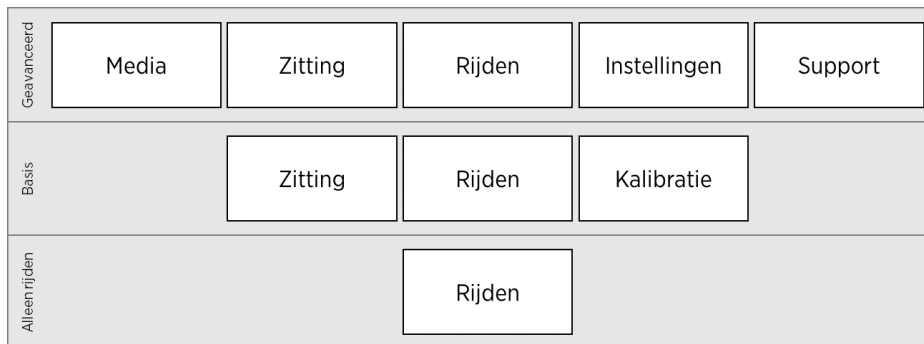 Geavanceerd
Media
Zitting
Rijden
Instellingen
Support
Basis
Zitting
Rijden
Kalibratie
Alleen rijden
Rijden